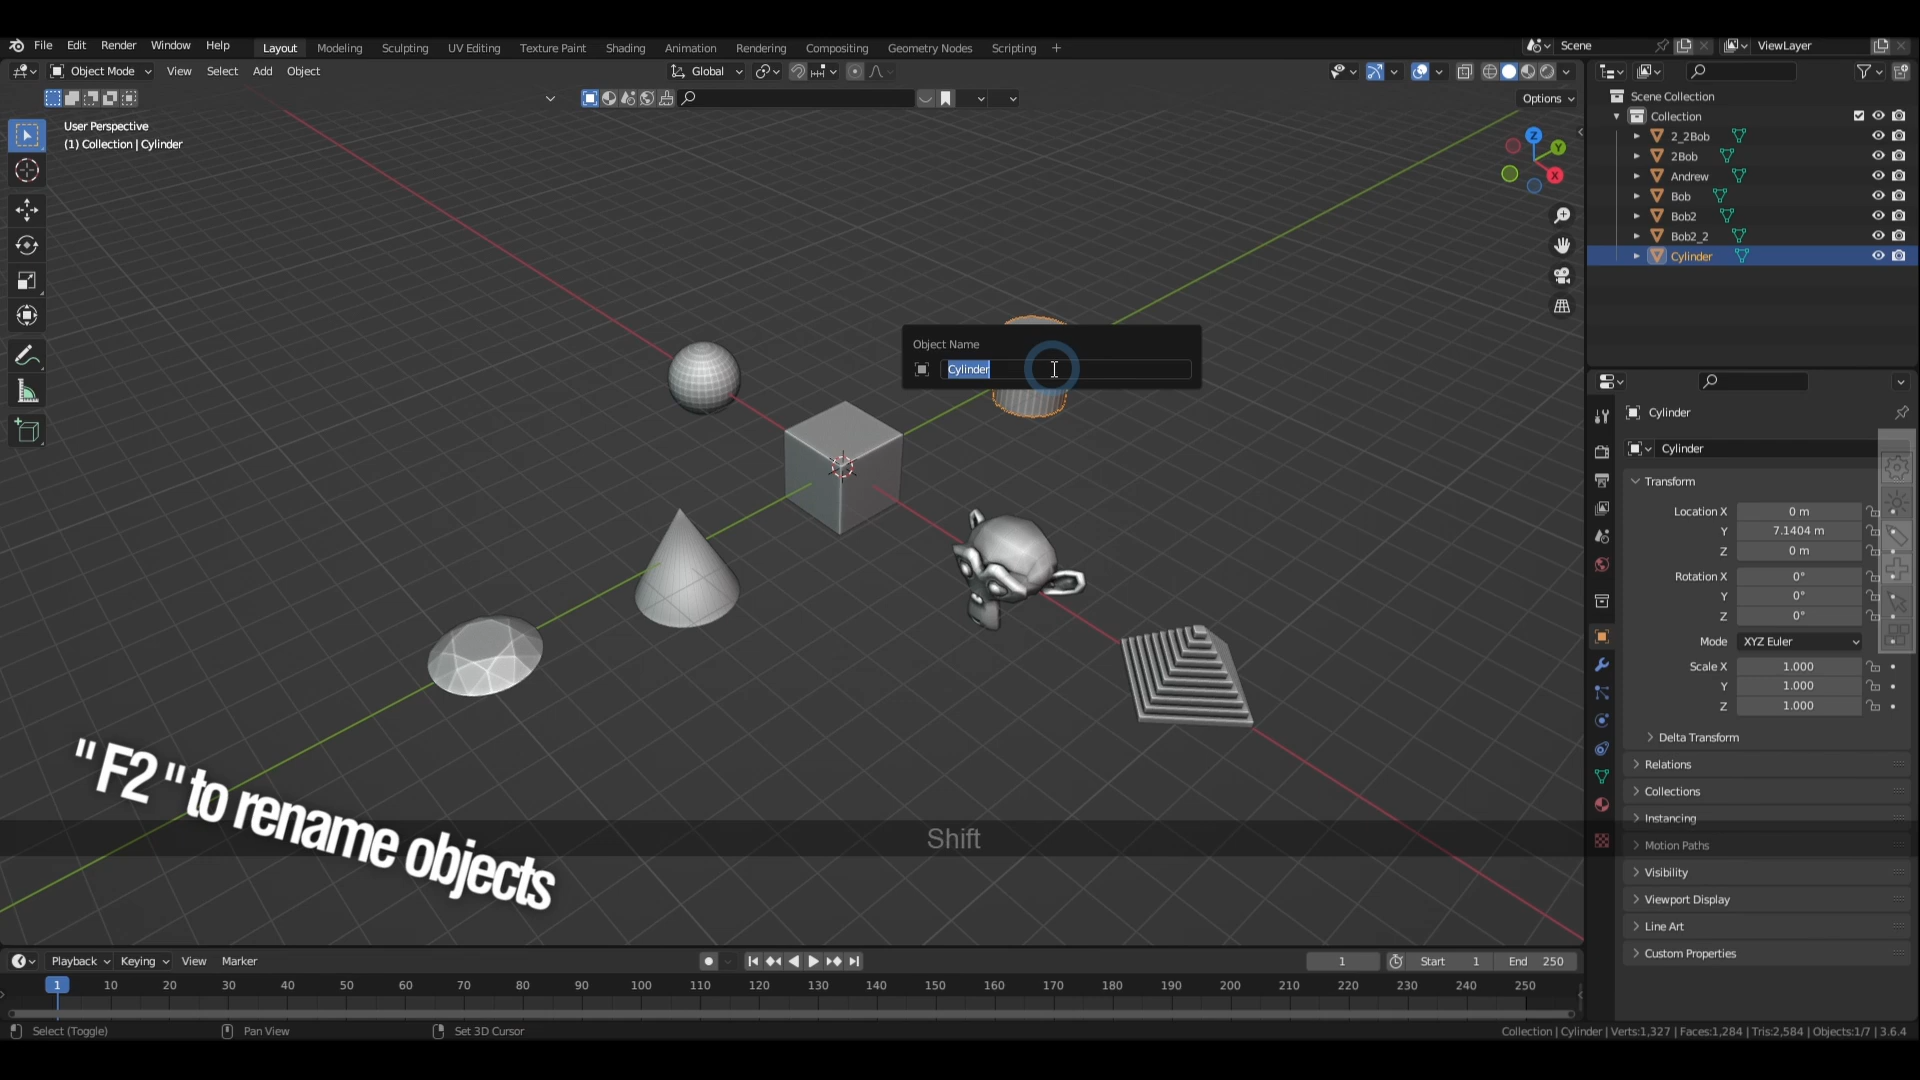 File Edit Render Window Help Layout Modeling Sculpting UV Editing Texture Paint Shading Animation Rendering Compositing Geometry Nodes Scripting + Scene ViewLayer
Object Mode View Select Add Object Global
Options
User Perspective
(1) Collection | Cylinder
Z
Y
X
Scene Collection
Collection
2_2Bob
2Bob
Andrew
Bob
Bob2
Bob2_2
Cylinder
Object Name
Cylinder
Cylinder
Cylinder
Transform
Location X 0 m
Y 7.1404 m
Z 0 m
Rotation X 0°
Y 0°
Z 0°
Mode XYZ Euler
Scale X 1.000
Y 1.000
Z 1.000
Delta Transform
Relations
Collections
Instancing
Motion Paths
Visibility
Viewport Display
Line Art
Custom Properties
"F2" to rename objects
Shift
Playback Keying View Marker 1 Start 1 End 250
1 10 20 30 40 50 60 70 80 90 100 110 120 130 140 150 160 170 180 190 200 210 220 230 240 250
Select (Toggle) Pan View Set 3D Cursor Collection | Cylinder | Verts:1,327 | Faces:1,284 | Tris:2,584 | Objects:1/7 | 3.6.4